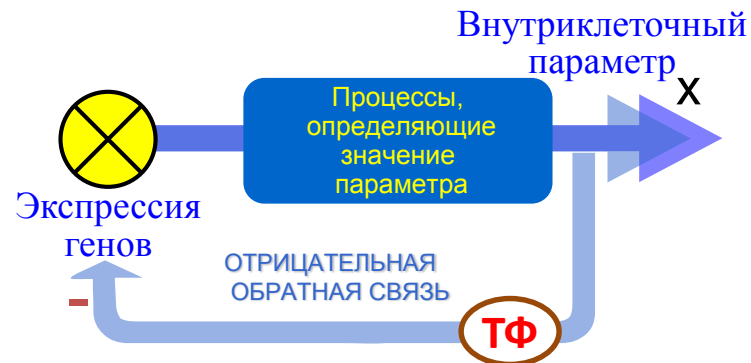 Внутриклеточный
параметр
X
Процессы,
определяющие
значение
параметра
Экспрессия
генов
ОТРИЦАТЕЛЬНАЯ
ОБРАТНАЯ СВЯЗЬ
-
ТФ